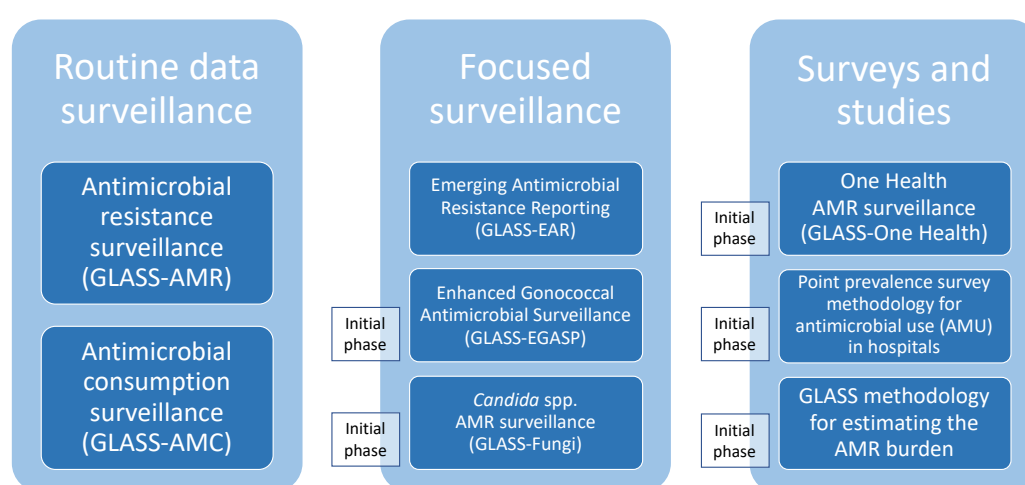 Routine data
surveillance
Antimicrobial
resistance
surveillance
(GLASS-AMR)
Antimicrobial
consumption
surveillance
(GLASS-AMC)
Focused
surveillance
Emerging Antimicrobial
Resistance Reporting
(GLASS-EAR)
Initial
phase
Enhanced Gonococcal
Antimicrobial Surveillance
(GLASS-EGASP)
Initial
phase
Candida spp.
AMR surveillance
(GLASS-Fungi)
Surveys and
studies
Initial
phase
One Health
AMR surveillance
(GLASS-One Health)
Initial
phase
Point prevalence survey
methodology for
antimicrobial use (AMU)
in hospitals
Initial
phase
GLASS methodology
for estimating the
AMR burden